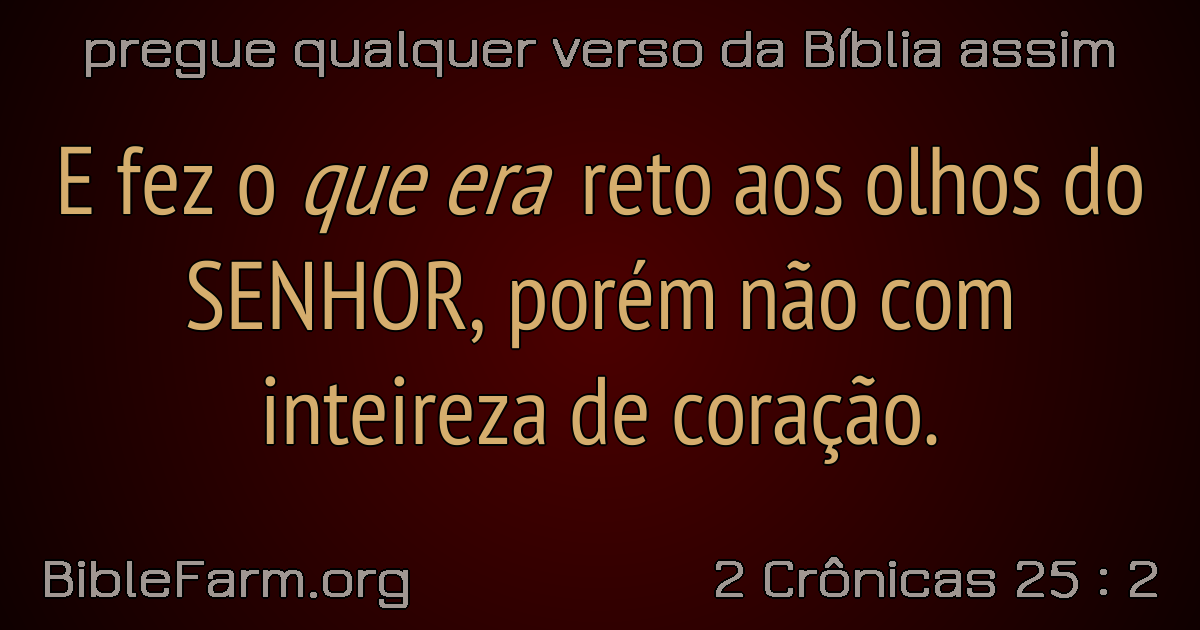 pregue qualquer verso da Bíblia assim
E fez o que era reto aos olhos do
SENHOR, porém não com
inteireza de coração.
BibleFarm.org
2 Crônicas 25 : 2